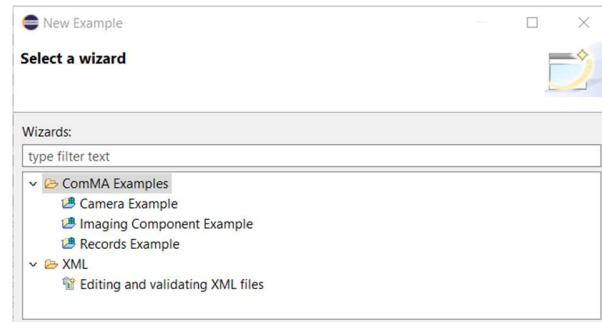 New Example
Select a wizard
Wizards:
type filter text
ComMA Examples
Camera Example
Imaging Component Example
Records Example
XML
Editing and validating XML files